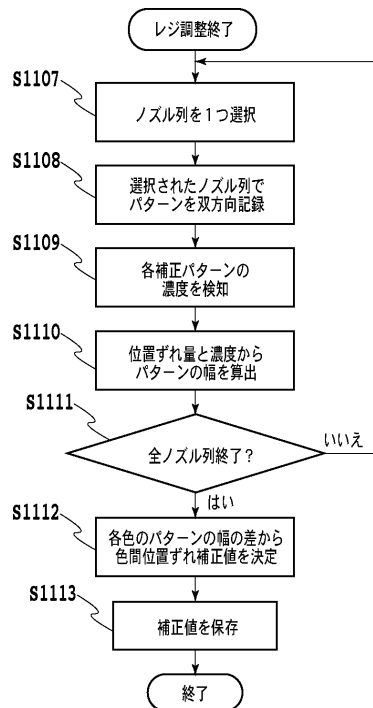 レジ調整終了
S1107
ノズル列を1つ選択
S1108
選択されたノズル列で
パターンを双方向記録
S1109
各補正パターンの
濃度を検知
S1110
位置ずれ量と濃度から
パターンの幅を算出
S1111
全ノズル列終了？
いいえ
はい
S1112
各色のパターンの幅の差から
色間位置ずれ補正値を決定
S1113
補正値を保存
終了